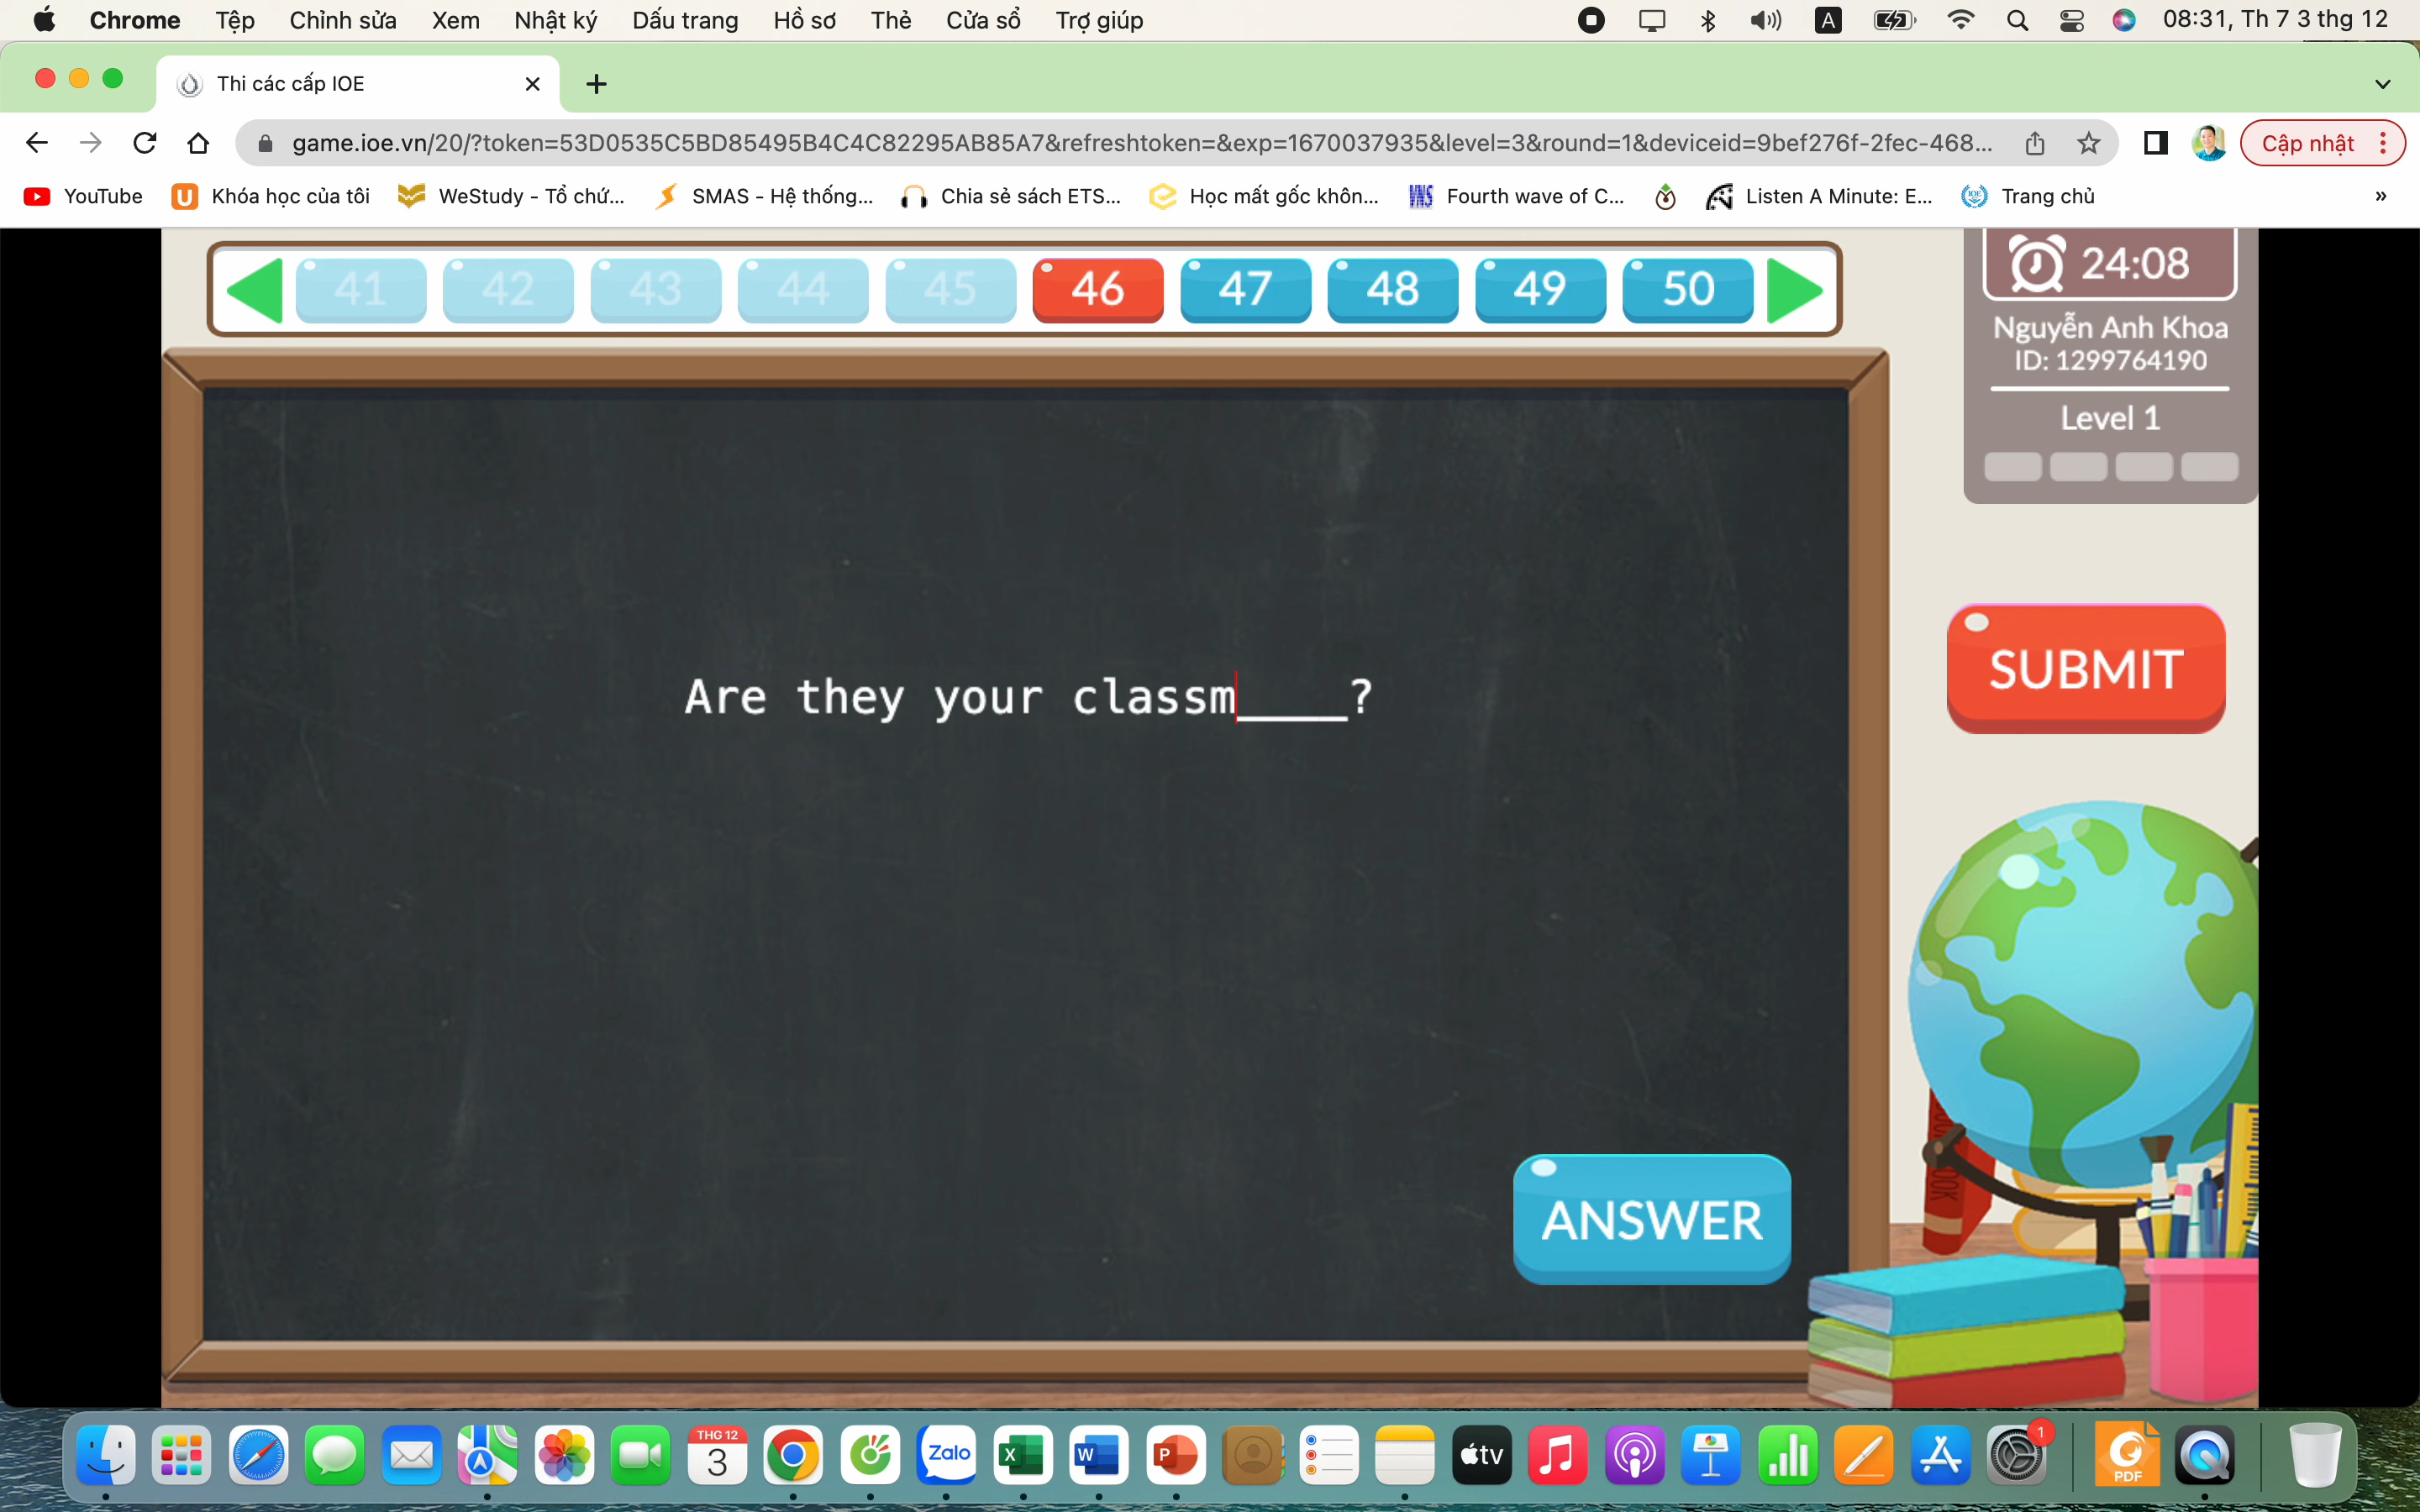 Chrome Tệp Chỉnh sửa Xem Nhật ký Dấu trang Hồ sơ Thẻ Cửa sổ Trợ giúp A 08:31, Th 7 3 thg 12
Thi các cấp IOE
game.ioe.vn/20/?token=53D0535C5BD85495B4C4C82295AB85A7&refreshtoken=&exp=1670037935&level=3&round=1&deviceid=9bef276f-2fec-468... Cập nhật
YouTube Khóa học của tôi WeStudy - Tổ chứ... SMAS - Hệ thống... Chia sẻ sách ETS... Học mất gốc khôn... Fourth wave of C... Listen A Minute: E... Trang chủ »
41 42 43 44 45 46 47 48 49 50
24:08
Nguyễn Anh Khoa
ID: 1299764190
Level 1
Are they your classm____?
SUBMIT
ANSWER
BOOK
THG 12
3
Zalo
X
W
P
tv
1
PDF